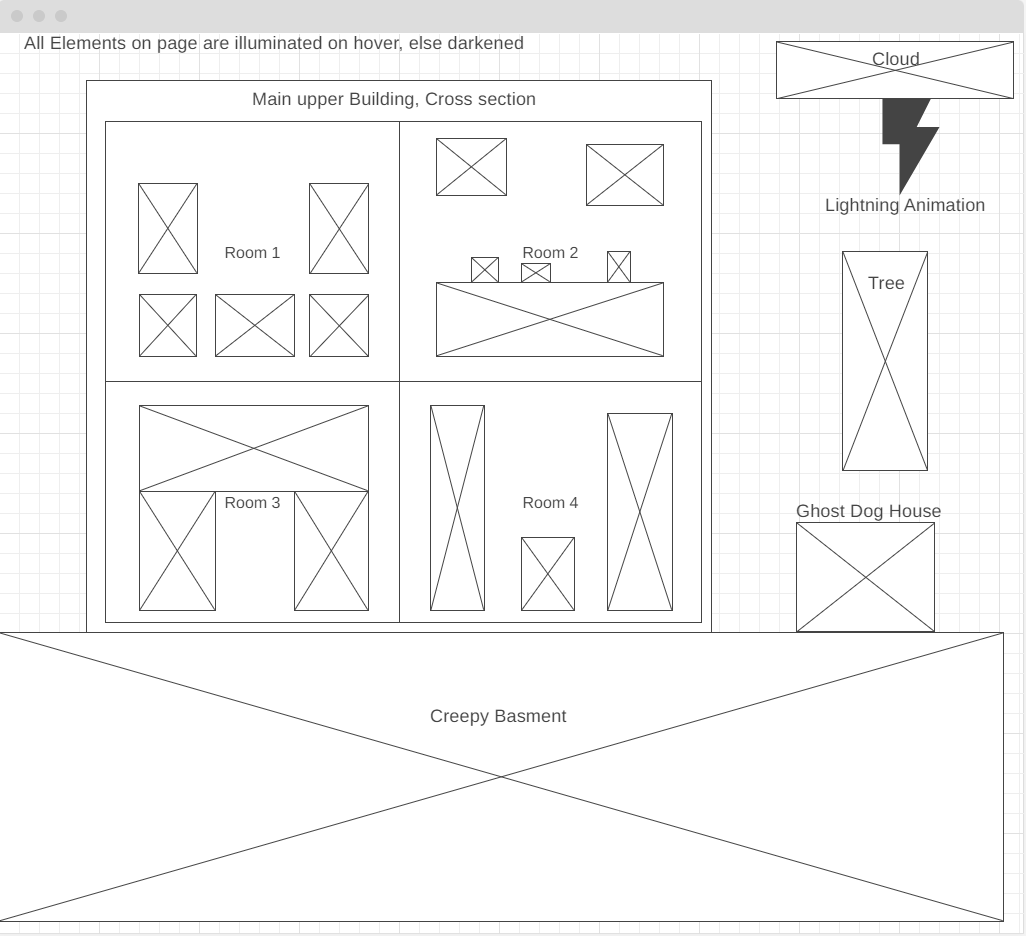 All Elements on page are illuminated on hover, else darkened
Cloud
Main upper Building, Cross section
Lightning Animation
Room 1
Room 2
Tree
Room 3
Room 4
Ghost Dog House
Creepy Basment